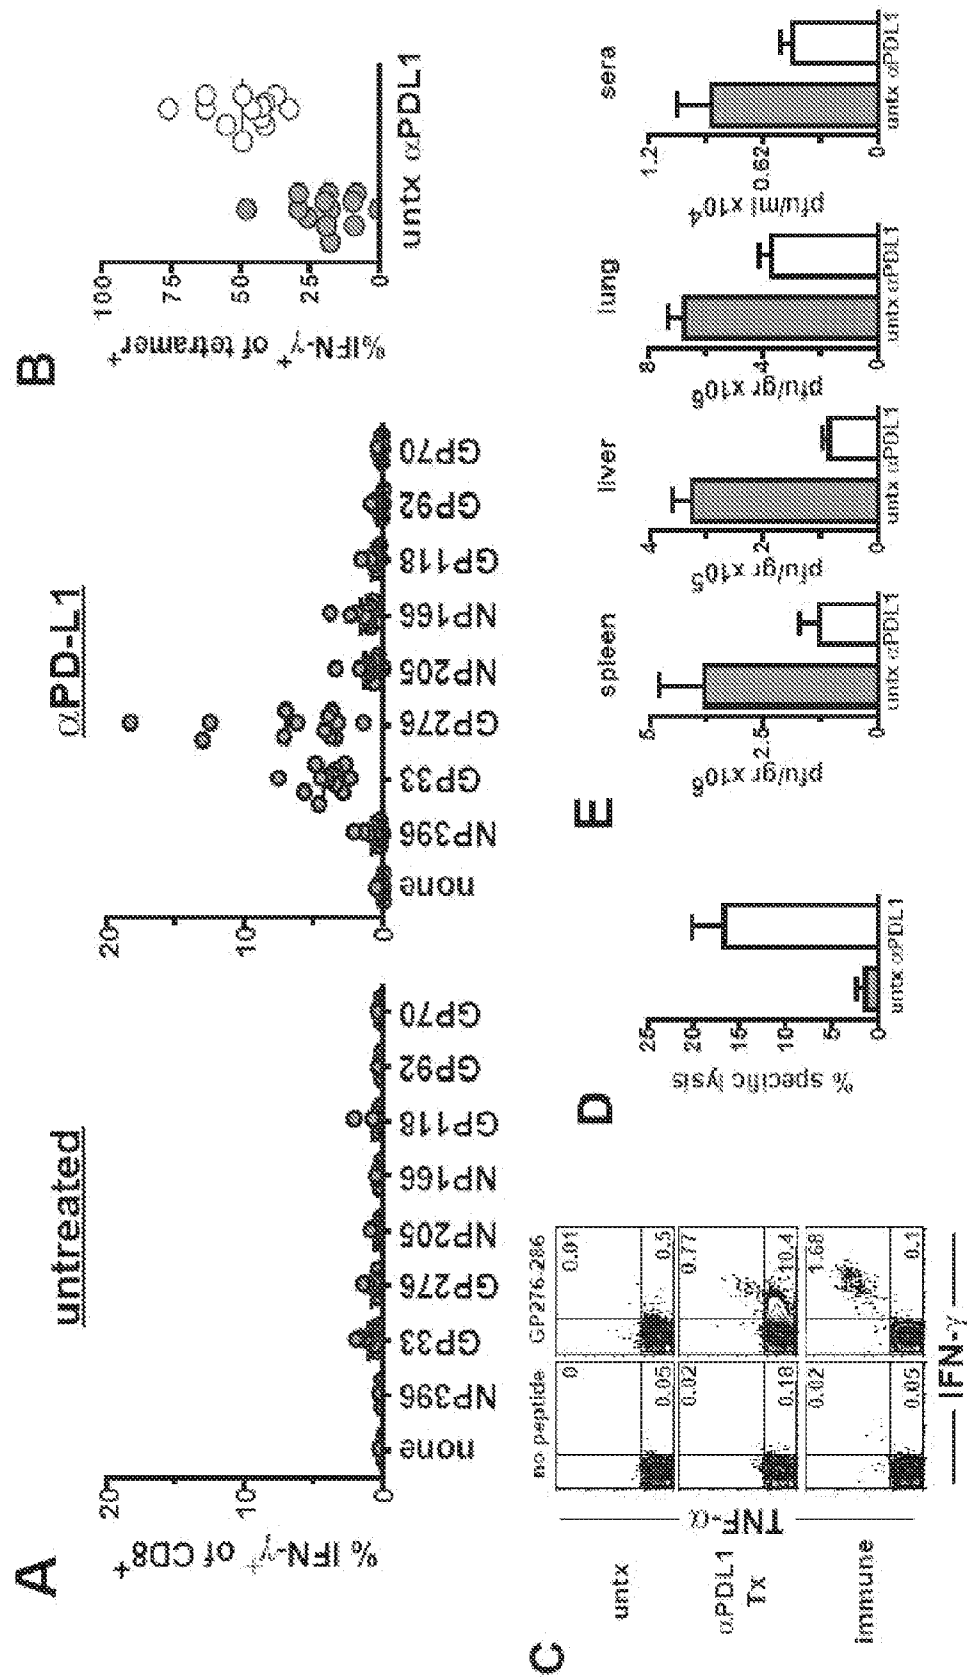 A
untreated
% IFN-γ+ of CD8+
20
10
0
none
NP396
GP33
GP276
NP205
NP166
GP118
GP92
GP70
αPD-L1
20
10
0
none
NP396
GP33
GP276
NP205
NP166
GP118
GP92
GP70
B
%IFN-γ+ of tetramer+
100
75
50
25
0
untx αPDL1
C
no peptide
GP276-286
untx
0
0.05
0.01
0.5
αPDL1
Tx
0.02
0.18
0.77
10.4
immune
0.02
0.05
1.68
0.1
TNF-α
IFN-γ
D
% specific lysis
25
20
15
10
5
0
untx αPDL1
E
spleen
pfu/gr x10⁶
5
2.5
0
untx αPDL1
liver
pfu/gr x10⁵
4
2
0
untx αPDL1
lung
pfu/gr x10⁶
8
4
0
untx αPDL1
sera
pfu/ml x10⁴
1.2
0.62
0
untx αPDL1